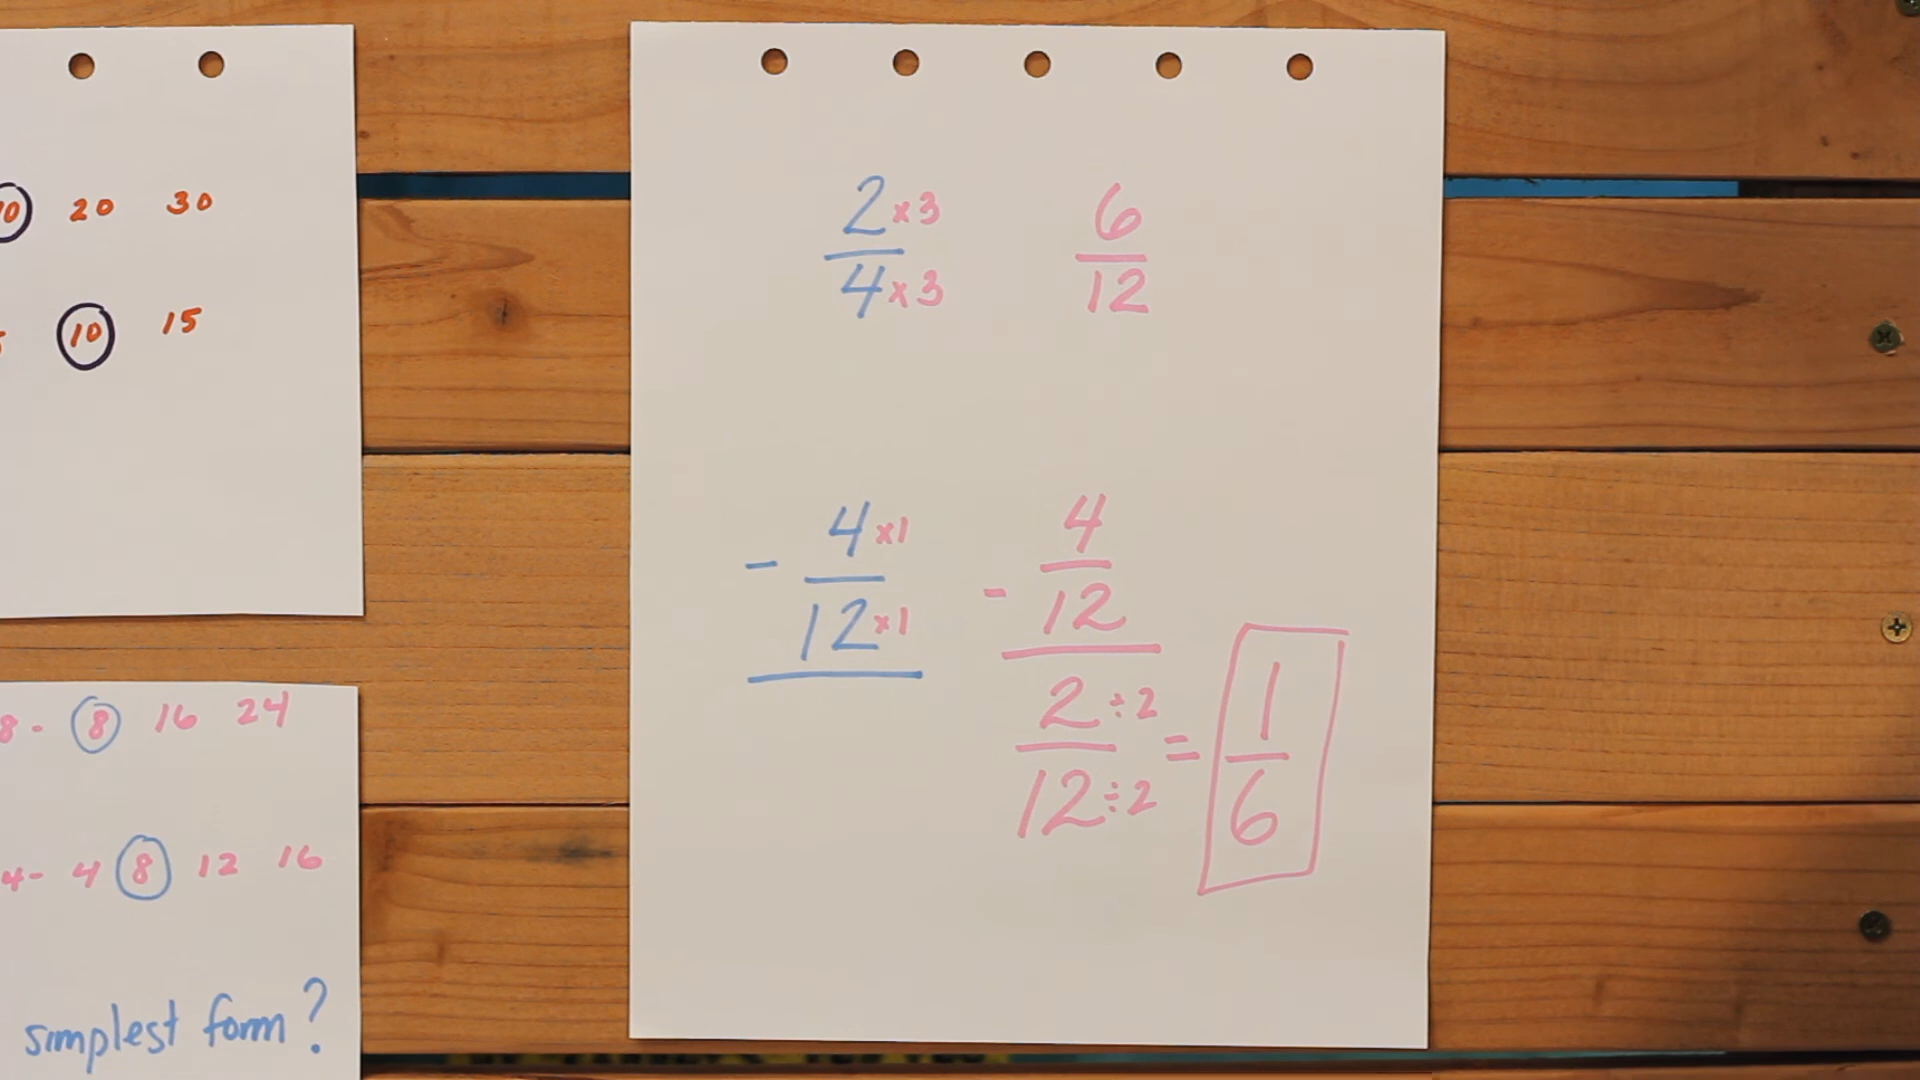 10 20 30
10 15
8 - 8 16 24
4 - 4 8 12 16
simplest form?
2 × 3
4 × 3
6
12
- 4 ×1
12 ×1
- 4
12
2 ÷ 2
12 ÷ 2
=
1
6